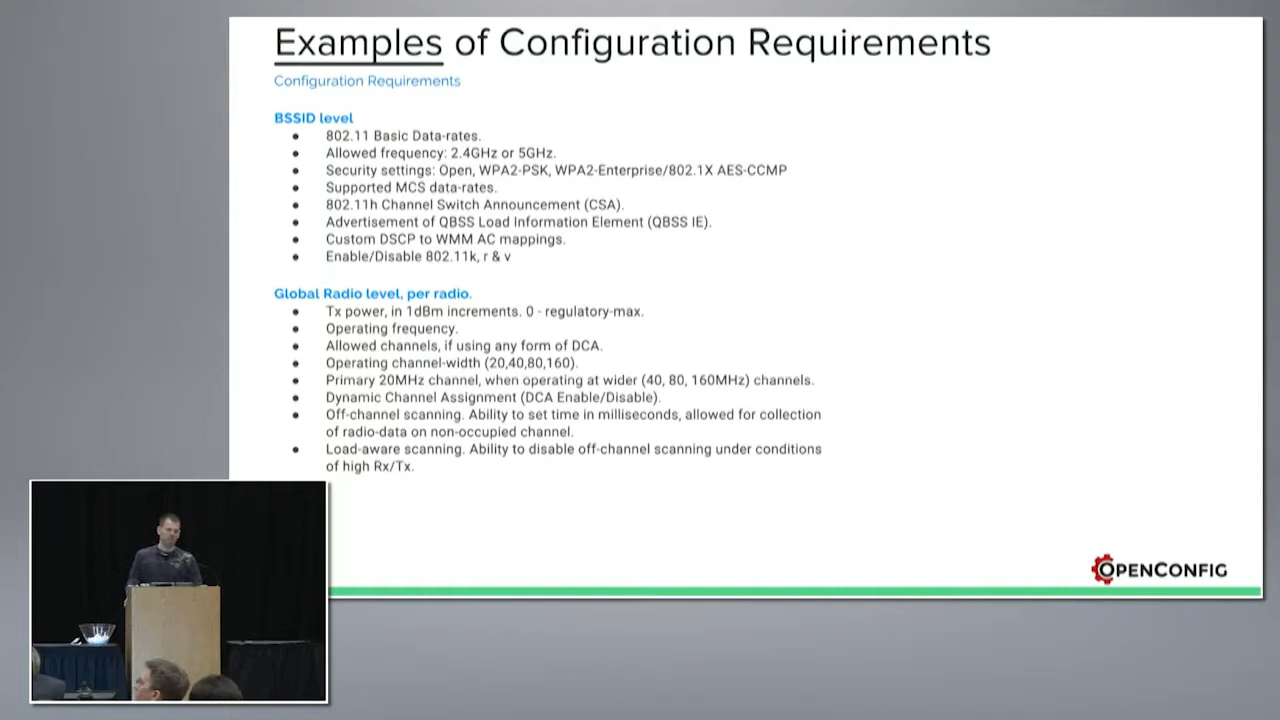 Examples of Configuration Requirements
Configuration Requirements
BSSID level
● 802.11 Basic Data-rates.
● Allowed frequency: 2.4GHz or 5GHz.
● Security settings: Open, WPA2-PSK, WPA2-Enterprise/802.1X AES-CCMP
● Supported MCS data-rates.
● 802.11h Channel Switch Announcement (CSA).
● Advertisement of QBSS Load Information Element (QBSS IE).
● Custom DSCP to WMM AC mappings.
● Enable/Disable 802.11k, r & v
Global Radio level, per radio.
● Tx power, in 1dBm increments. 0 - regulatory-max.
● Operating frequency.
● Allowed channels, if using any form of DCA.
● Operating channel-width (20,40,80,160).
● Primary 20MHz channel, when operating at wider (40, 80, 160MHz) channels.
● Dynamic Channel Assignment (DCA Enable/Disable).
● Off-channel scanning. Ability to set time in milliseconds, allowed for collection
of radio-data on non-occupied channel.
● Load-aware scanning. Ability to disable off-channel scanning under conditions
of high Rx/Tx.
OPENCONFIG